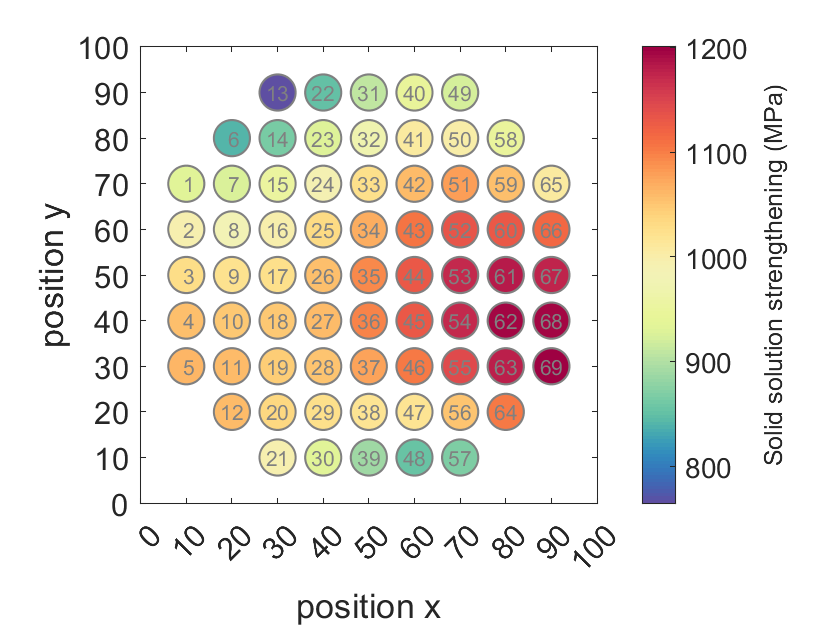 100
90
80
70
60
50
40
30
20
10
0
position y
13 22 31 40 49
6 14 23 32 41 50 58
1 7 15 24 33 42 51 59 65
2 8 16 25 34 43 52 60 66
3 9 17 26 35 44 53 61 67
4 10 18 27 36 45 54 62 68
5 11 19 28 37 46 55 63 69
12 20 29 38 47 56 64
21 30 39 48 57
0 10 20 30 40 50 60 70 80 90 100
position x
1200
1100
1000
900
800
Solid solution strengthening (MPa)